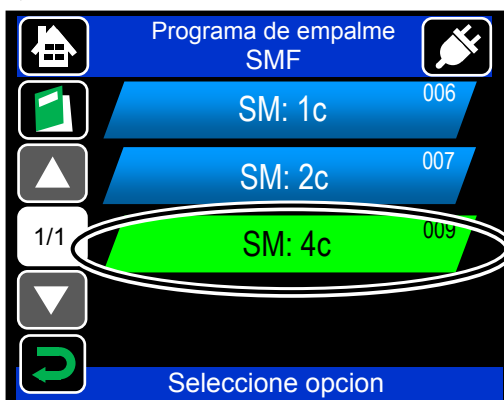 Programa de empalme
SMF
SM: 1c
006
SM: 2c
007
1/1
SM: 4c
009
Seleccione opcion